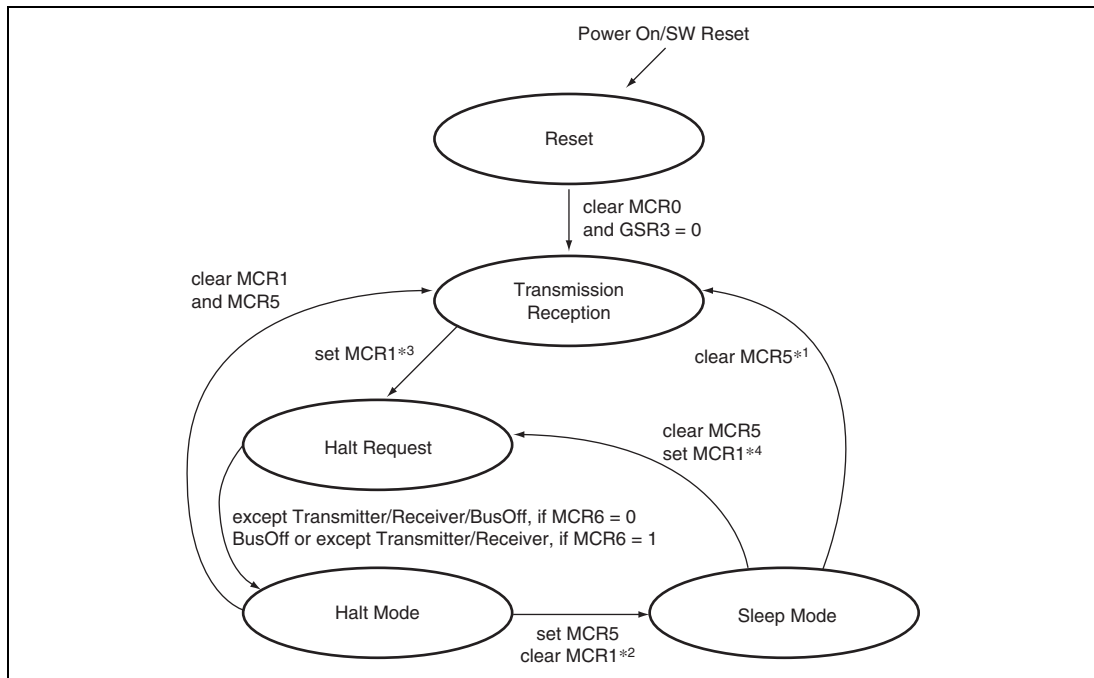 Power On/SW Reset
Reset
clear MCR0
and GSR3 = 0
clear MCR1
and MCR5
Transmission
Reception
set MCR1*3
clear MCR5*1
Halt Request
clear MCR5
set MCR1*4
except Transmitter/Receiver/BusOff, if MCR6 = 0
BusOff or except Transmitter/Receiver, if MCR6 = 1
Halt Mode
Sleep Mode
set MCR5
clear MCR1*2